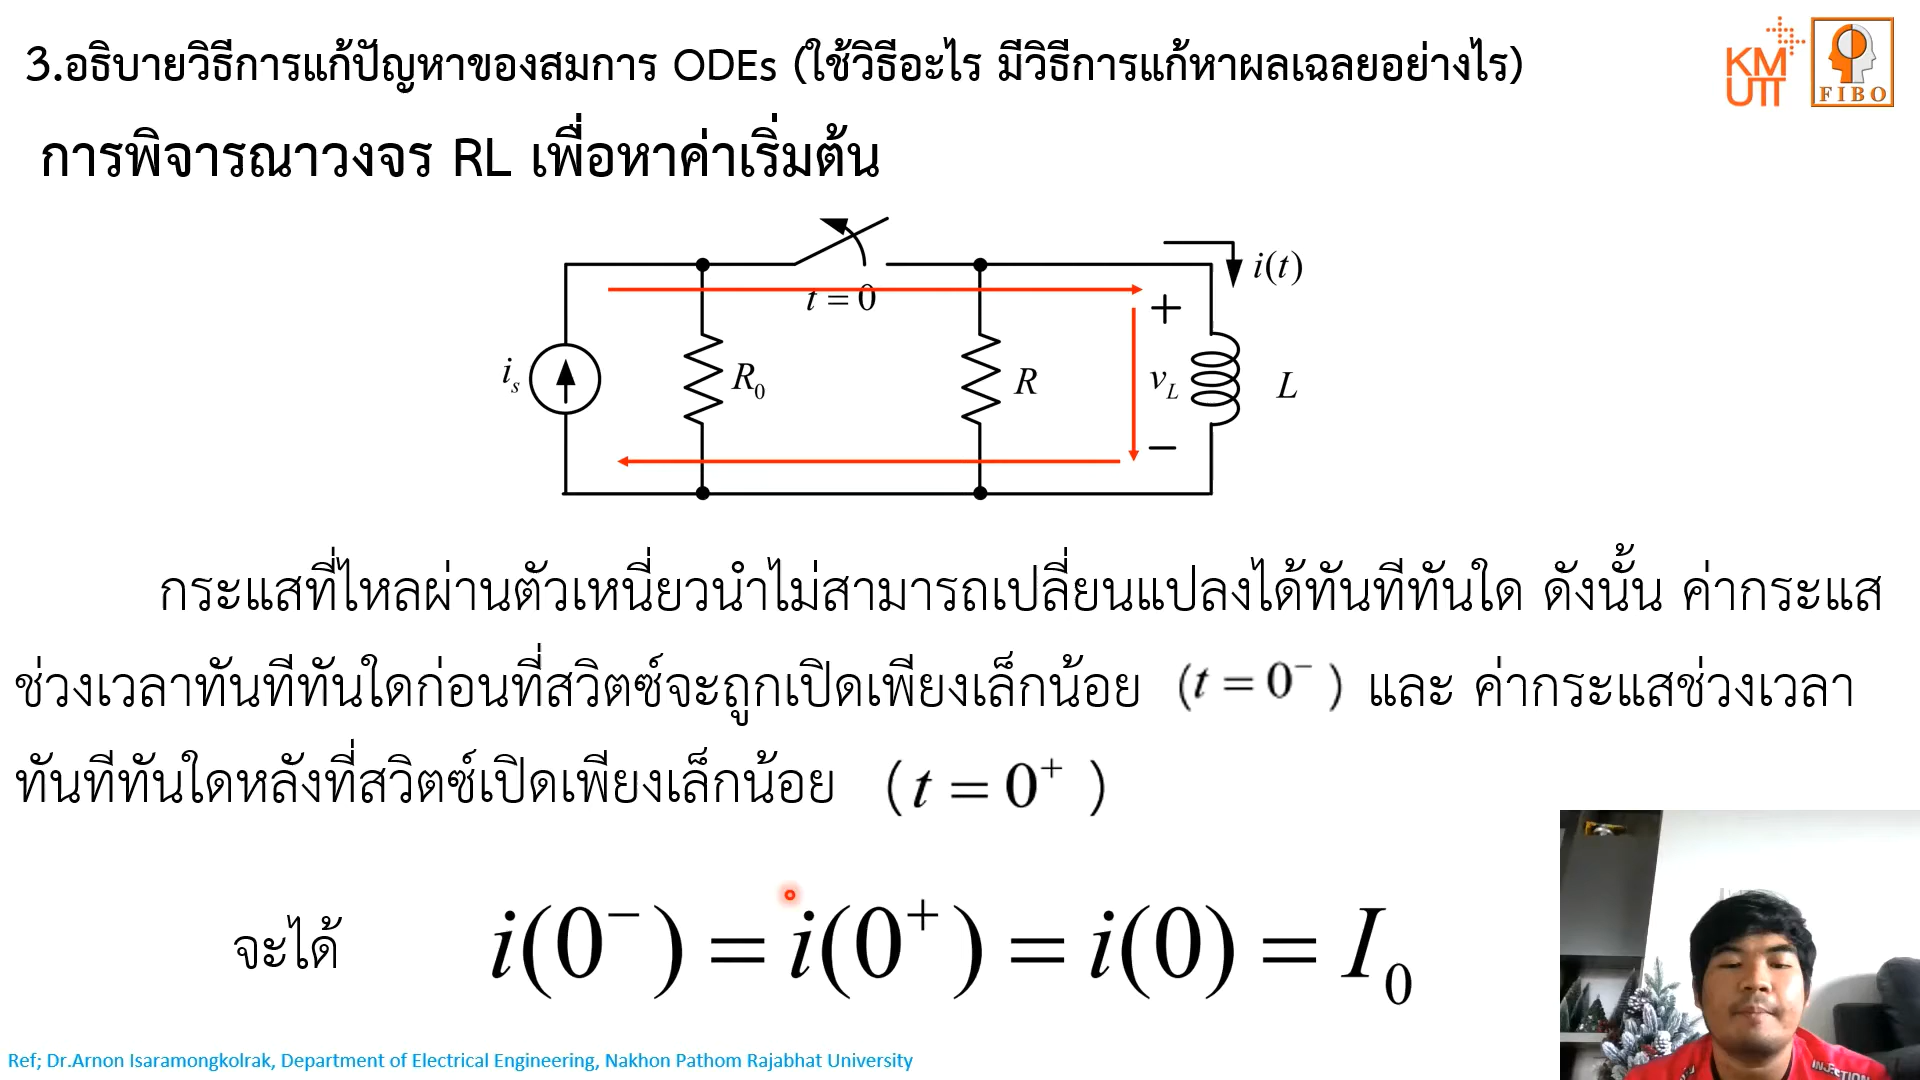 3.อธิบายวิธีการแก้ปัญหาของสมการ ODEs (ใช้วิธีอะไร มีวิธีการแก้หาผลเฉลยอย่างไร)
KM
UTT
FIBO
การพิจารณาวงจร RL เพื่อหาค่าเริ่มต้น
i(t)
t = 0
+
i_s
R_0
R
v_L
L
−
กระแสที่ไหลผ่านตัวเหนี่ยวนำไม่สามารถเปลี่ยนแปลงได้ทันทีทันใด ดังนั้น ค่ากระแส
ช่วงเวลาทันทีทันใดก่อนที่สวิตซ์จะถูกเปิดเพียงเล็กน้อย (t = 0⁻ ) และ ค่ากระแสช่วงเวลา
ทันทีทันใดหลังที่สวิตซ์เปิดเพียงเล็กน้อย ( t = 0⁺ )
จะได้ i(0⁻ ) = i(0⁺ ) = i(0) = I₀
Ref; Dr.Arnon Isaramongkolrak, Department of Electrical Engineering, Nakhon Pathom Rajabhat University